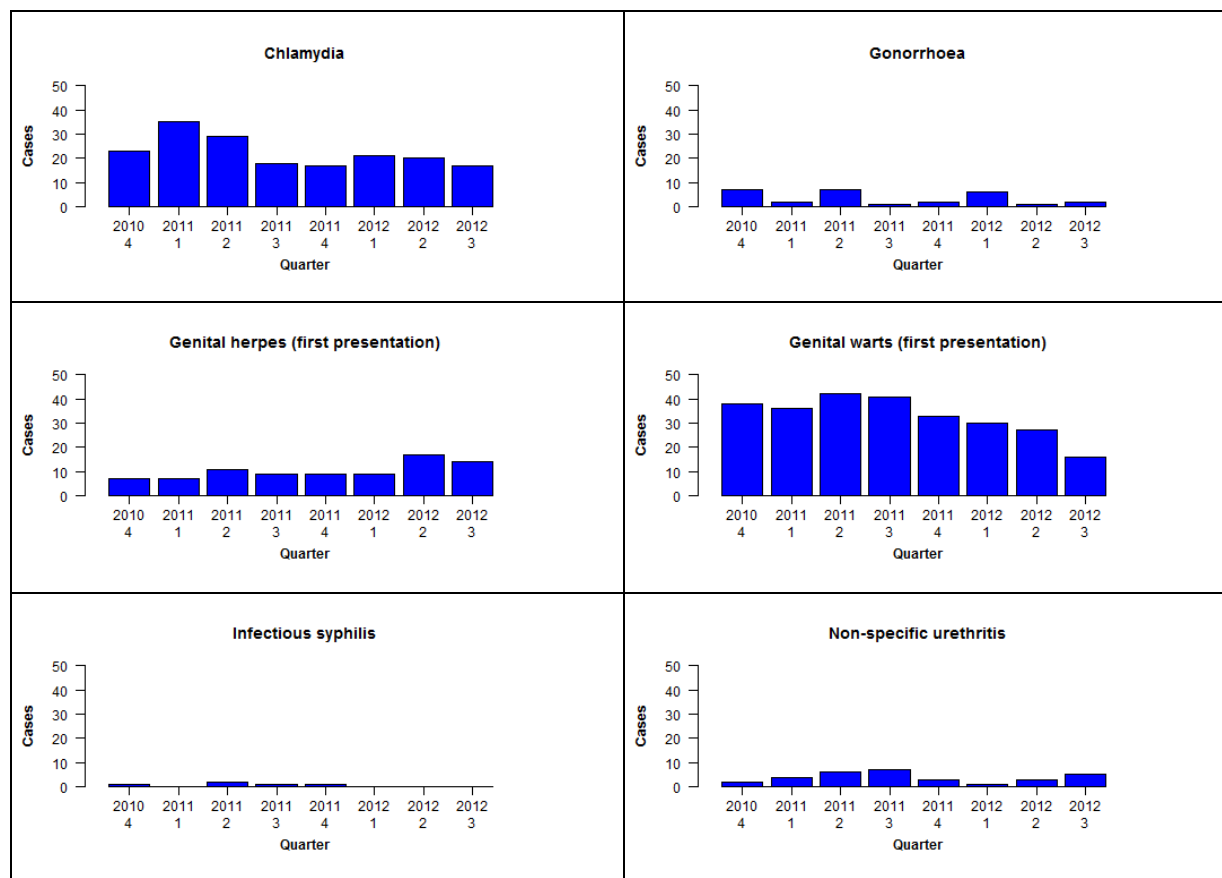 Chlamydia
50
40
30
20
10
0
Cases
2010 2011 2011 2011 2011 2012 2012 2012
4 1 2 3 4 1 2 3
Quarter
Gonorrhoea
50
40
30
20
10
0
Cases
2010 2011 2011 2011 2011 2012 2012 2012
4 1 2 3 4 1 2 3
Quarter
Genital herpes (first presentation)
50
40
30
20
10
0
Cases
2010 2011 2011 2011 2011 2012 2012 2012
4 1 2 3 4 1 2 3
Quarter
Genital warts (first presentation)
50
40
30
20
10
0
Cases
2010 2011 2011 2011 2011 2012 2012 2012
4 1 2 3 4 1 2 3
Quarter
Infectious syphilis
50
40
30
20
10
0
Cases
2010 2011 2011 2011 2011 2012 2012 2012
4 1 2 3 4 1 2 3
Quarter
Non-specific urethritis
50
40
30
20
10
0
Cases
2010 2011 2011 2011 2011 2012 2012 2012
4 1 2 3 4 1 2 3
Quarter